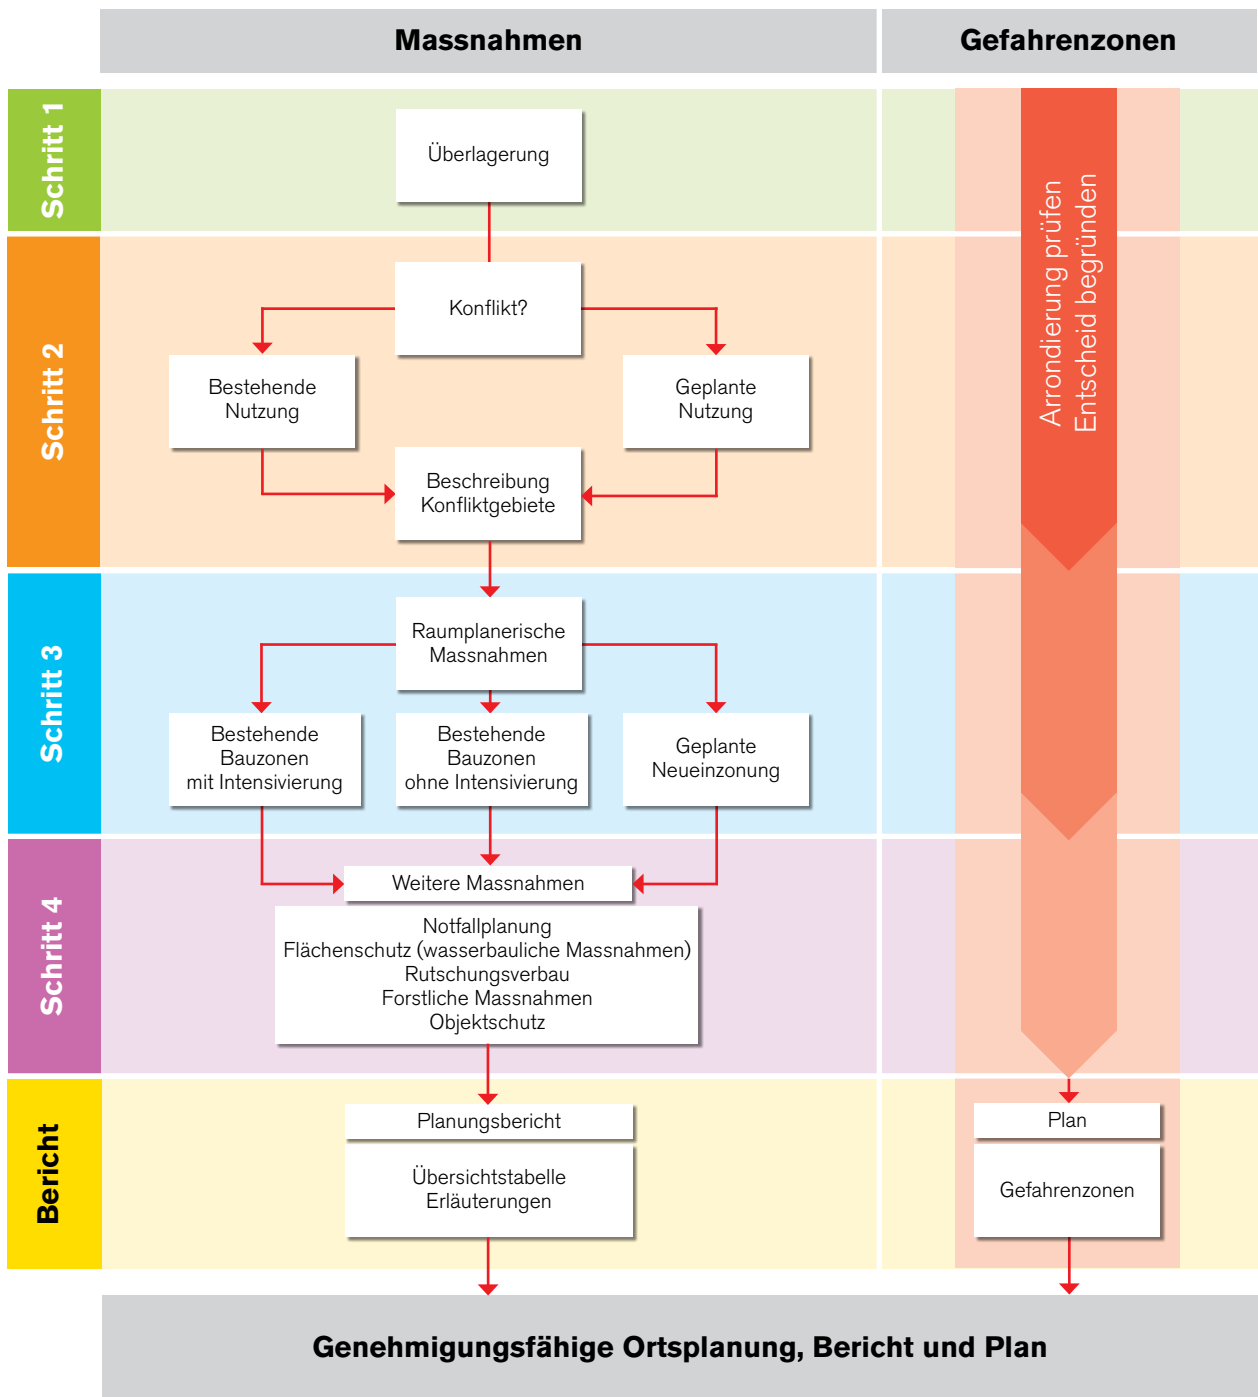 Massnahmen
Gefahrenzonen
Schritt 1
Überlagerung
Arrondierung prüfen
Entscheid begründen
Schritt 2
Konflikt?
Bestehende
Nutzung
Geplante
Nutzung
Beschreibung
Konfliktgebiete
Schritt 3
Raumplanerische
Massnahmen
Bestehende
Bauzonen
mit Intensivierung
Bestehende
Bauzonen
ohne Intensivierung
Geplante
Neueinzonung
Schritt 4
Weitere Massnahmen
Notfallplanung
Flächenschutz (wasserbauliche Massnahmen)
Rutschungsverbau
Forstliche Massnahmen
Objektschutz
Bericht
Planungsbericht
Übersichtstabelle
Erläuterungen
Plan
Gefahrenzonen
Genehmigungsfähige Ortsplanung, Bericht und Plan